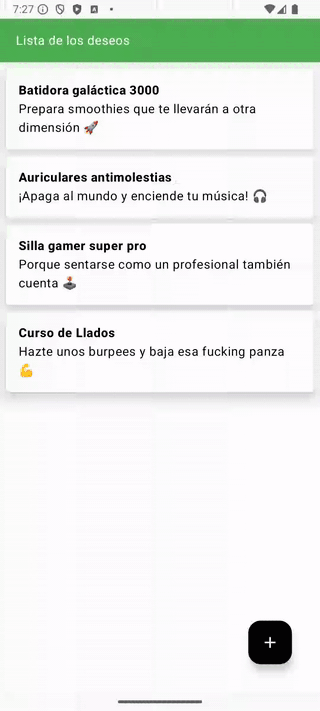 7:27
Lista de los deseos
Batidora galáctica 3000
Prepara smoothies que te llevarán a otra
dimensión 🚀
Auriculares antimolestias
¡Apaga al mundo y enciende tu música! 🎧
Silla gamer super pro
Porque sentarse como un profesional también
cuenta 🕹️
Curso de Llados
Hazte unos burpees y baja esa fucking panza
💪
+